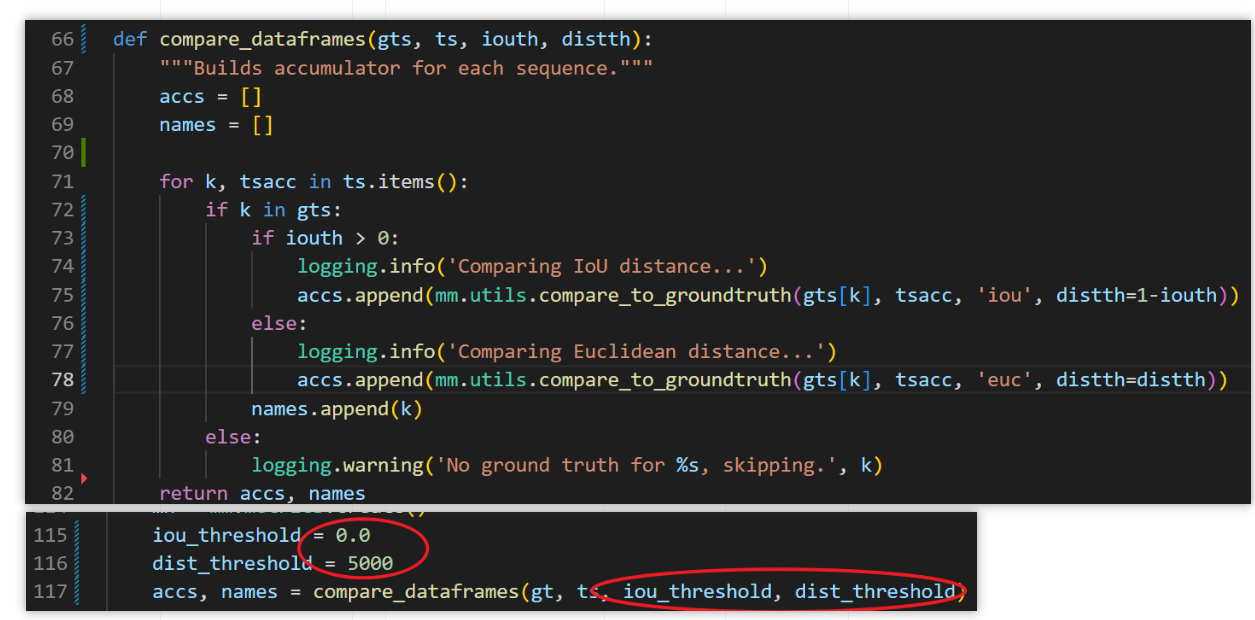 66 def compare_dataframes(gts, ts, iouth, distth):
67 """Builds accumulator for each sequence."""
68 accs = []
69 names = []
70
71 for k, tsacc in ts.items():
72 if k in gts:
73 if iouth > 0:
74 logging.info('Comparing IoU distance...')
75 accs.append(mm.utils.compare_to_groundtruth(gts[k], tsacc, 'iou', distth=1-iouth))
76 else:
77 logging.info('Comparing Euclidean distance...')
78 accs.append(mm.utils.compare_to_groundtruth(gts[k], tsacc, 'euc', distth=distth))
79 names.append(k)
80 else:
81 logging.warning('No ground truth for %s, skipping.', k)
82 return accs, names
115 iou_threshold = 0.0
116 dist_threshold = 5000
117 accs, names = compare_dataframes(gt, ts, iou_threshold, dist_threshold)